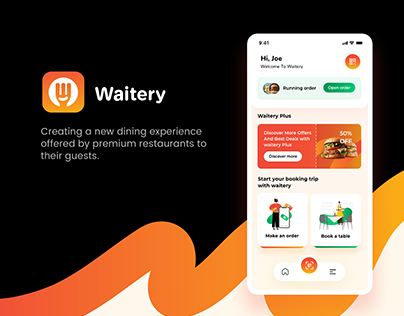 Waitery
Creating a new dining experience
offered by premium restaurants to
their guests.
9:41
Hi, Joe
Welcome To Waitery
Running order
Open order
Waitery Plus
Discover More Offers
And Best Deals with
waitery Plus
Discover More
50%
OFF
Start your booking trip
with waitery
Make an order
Book a table